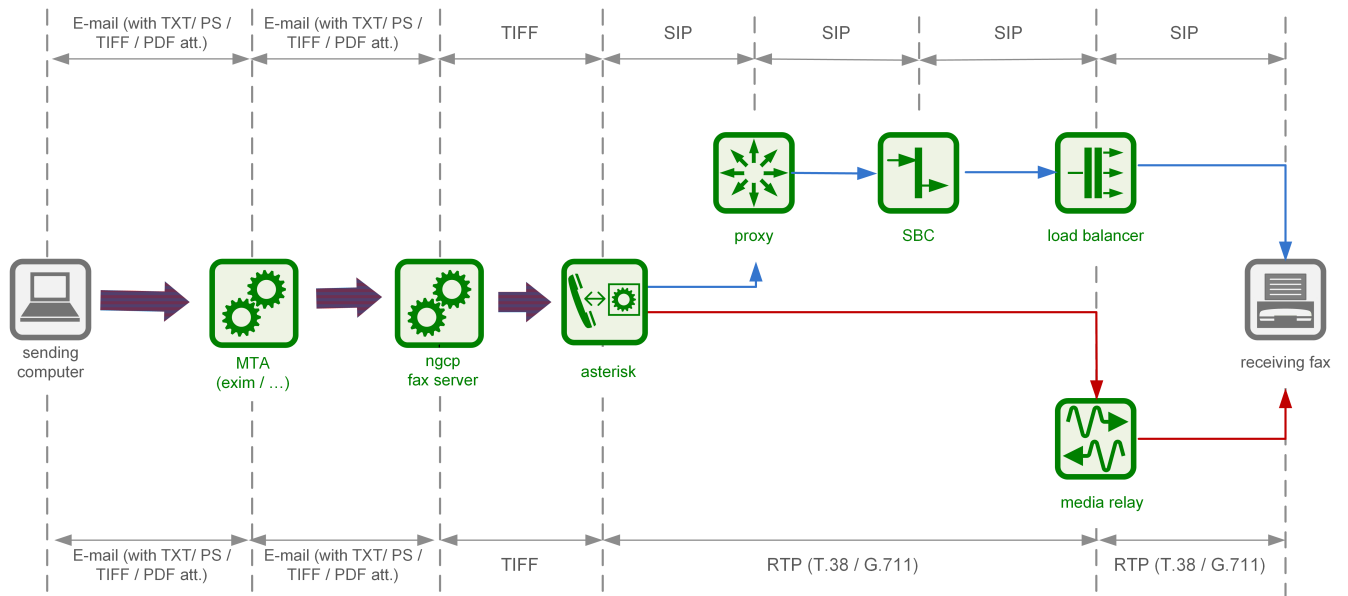 E-mail (with TXT/ PS /
TIFF / PDF att.)
E-mail (with TXT/ PS /
TIFF / PDF att.)
TIFF
SIP
SIP
SIP
SIP
proxy
SBC
load balancer
sending
computer
MTA
(exim / ...)
ngcp
fax server
asterisk
receiving fax
media relay
E-mail (with TXT/ PS /
TIFF / PDF att.)
E-mail (with TXT/ PS /
TIFF / PDF att.)
TIFF
RTP (T.38 / G.711)
RTP (T.38 / G.711)